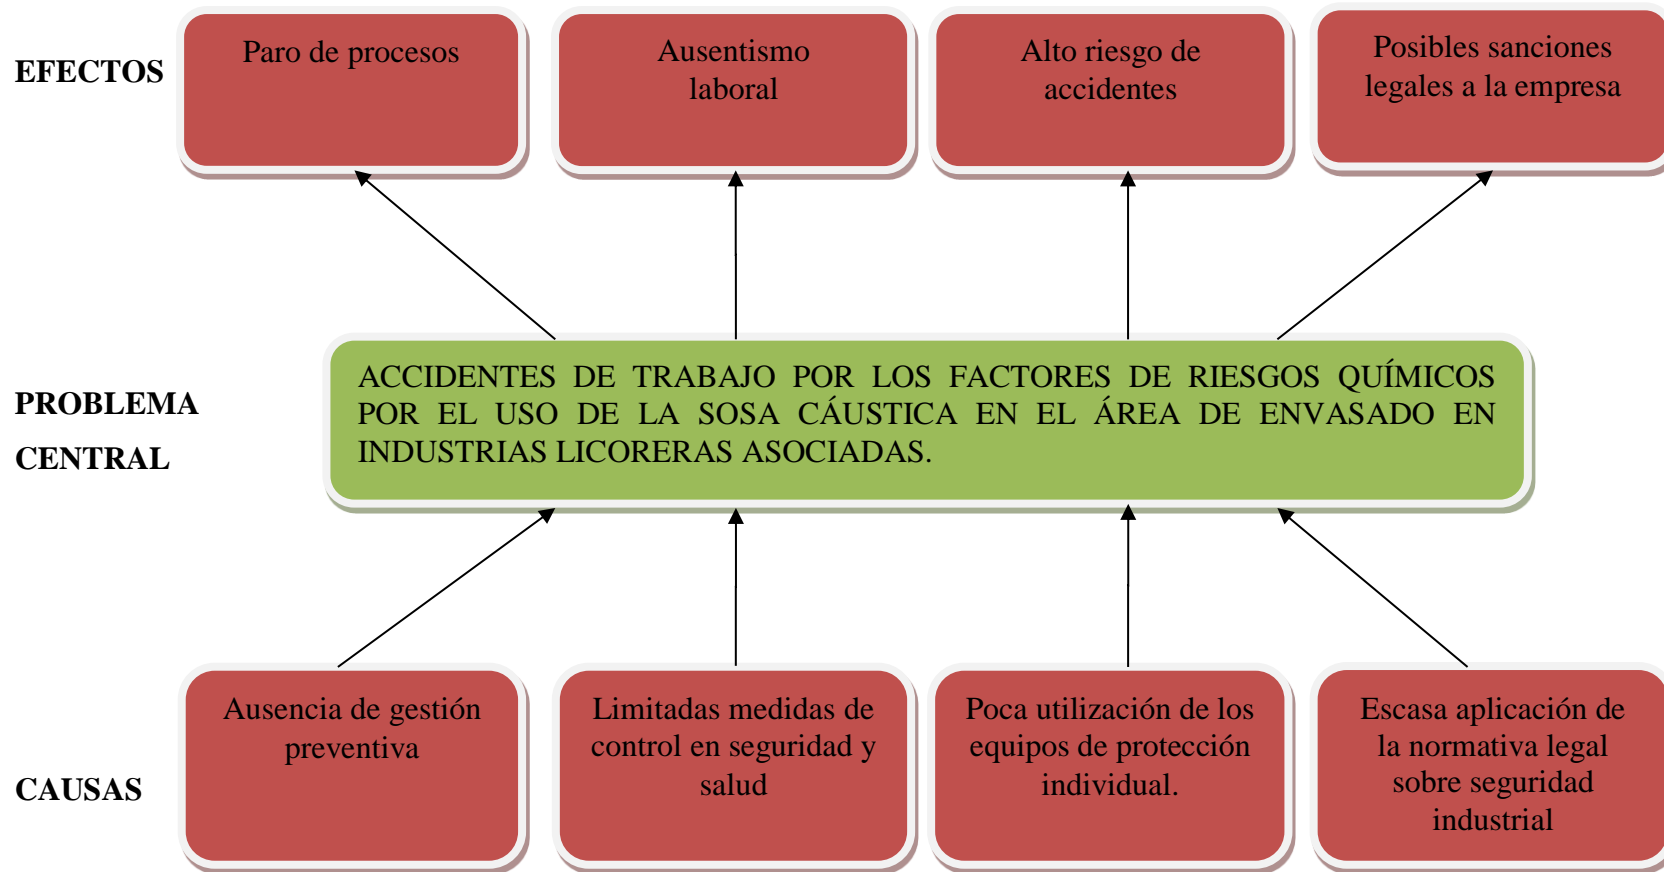 EFECTOS
Paro de procesos
Ausentismo
laboral
Alto riesgo de
accidentes
Posibles sanciones
legales a la empresa
PROBLEMA
CENTRAL
ACCIDENTES DE TRABAJO POR LOS FACTORES DE RIESGOS QUÍMICOS
POR EL USO DE LA SOSA CÁUSTICA EN EL ÁREA DE ENVASADO EN
INDUSTRIAS LICORERAS ASOCIADAS.
CAUSAS
Ausencia de gestión
preventiva
Limitadas medidas de
control en seguridad y
salud
Poca utilización de los
equipos de protección
individual.
Escasa aplicación de
la normativa legal
sobre seguridad
industrial